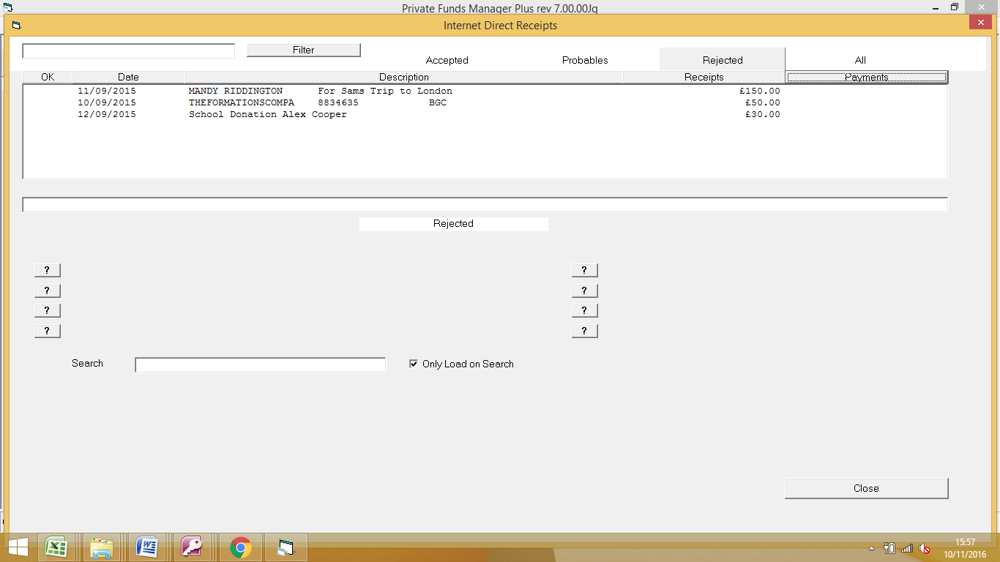 Private Funds Manager Plus rev 7.00.00Jq
Internet Direct Receipts
Filter
Accepted Probables Rejected All
OK Date Description Receipts Payments
11/09/2015 MANDY RIDDINGTON For Sams Trip to London £150.00
10/09/2015 THEFORMATIONSCOMPA 8834635 BGC £50.00
12/09/2015 School Donation Alex Cooper £30.00
Rejected
? ?
? ?
? ?
? ?
Search Only Load on Search
Close
15:57
10/11/2016